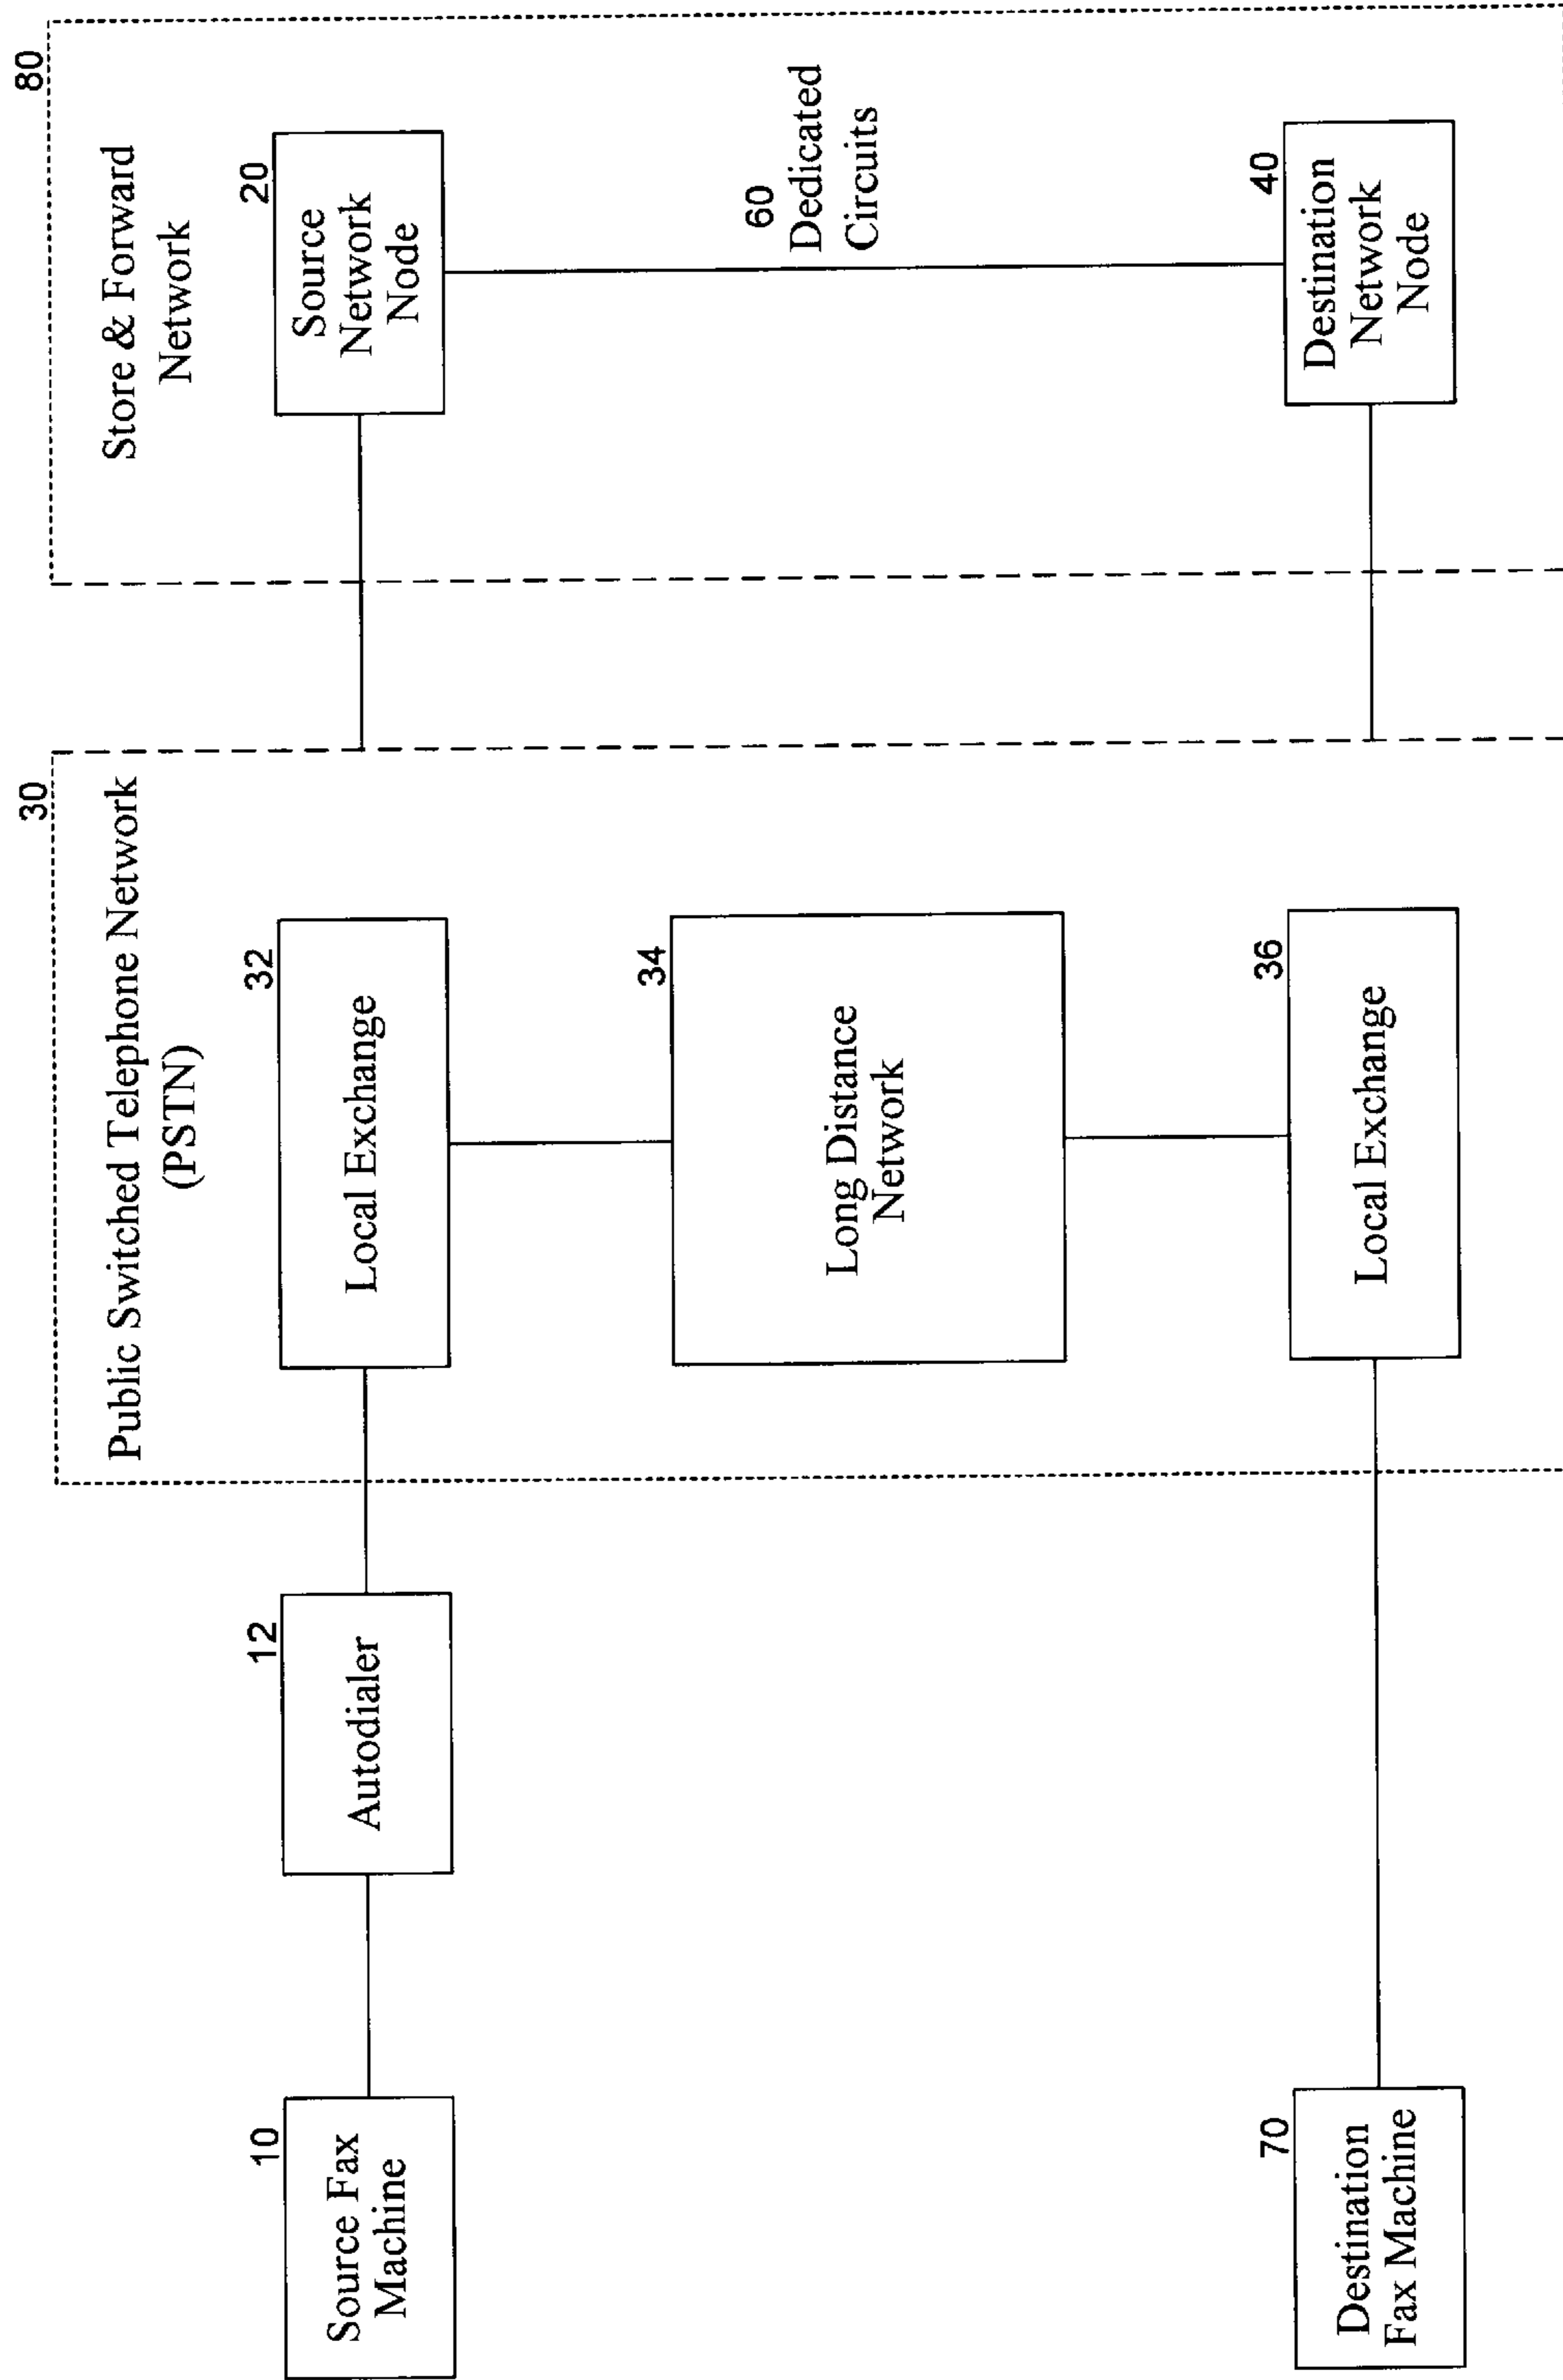 30
Public Switched Telephone Network
(PSTN)
80
Store & Forward
Network
10
Source Fax
Machine
12
Autodialer
32
Local Exchange
20
Source
Network
Node
34
Long Distance
Network
60
Dedicated
Circuits
70
Destination
Fax Machine
36
Local Exchange
40
Destination
Network
Node